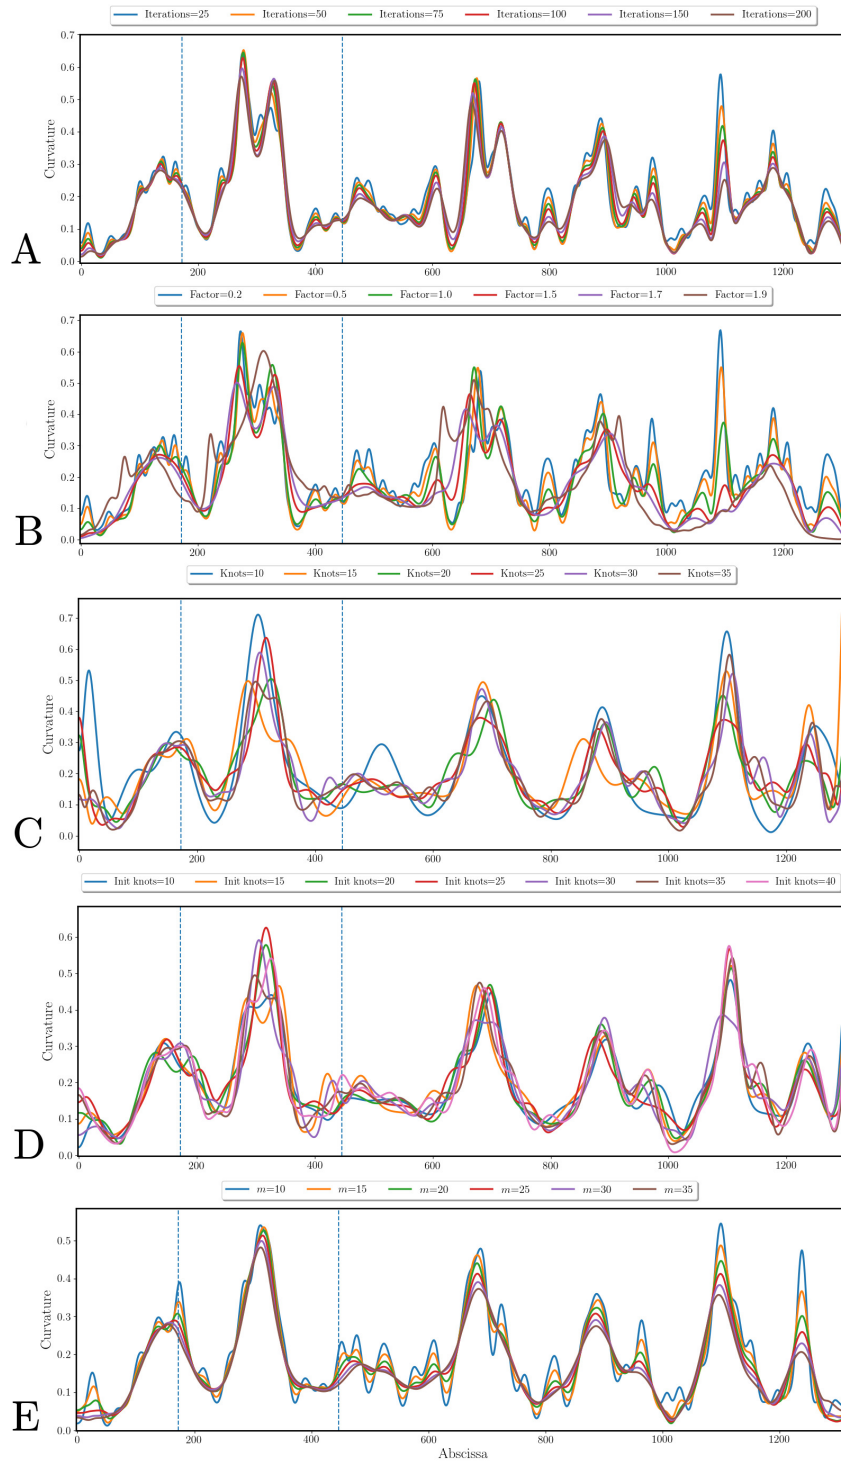 Iterations=25 Iterations=50 Iterations=75 Iterations=100 Iterations=150 Iterations=200
0.7
0.6
0.5
0.4
0.3
0.2
0.1
0.0
Curvature
A
0 200 400 600 800 1000 1200
Factor=0.2 Factor=0.5 Factor=1.0 Factor=1.5 Factor=1.7 Factor=1.9
0.7
0.6
0.5
0.4
0.3
0.2
0.1
0.0
Curvature
B
0 200 400 600 800 1000 1200
Knots=10 Knots=15 Knots=20 Knots=25 Knots=30 Knots=35
0.7
0.6
0.5
0.4
0.3
0.2
0.1
0.0
Curvature
C
0 200 400 600 800 1000 1200
Init knots=10 Init knots=15 Init knots=20 Init knots=25 Init knots=30 Init knots=35 Init knots=40
0.6
0.5
0.4
0.3
0.2
0.1
0.0
Curvature
D
0 200 400 600 800 1000 1200
m=10 m=15 m=20 m=25 m=30 m=35
0.5
0.4
0.3
0.2
0.1
0.0
Curvature
E
0 200 400 600 800 1000 1200
Abscissa